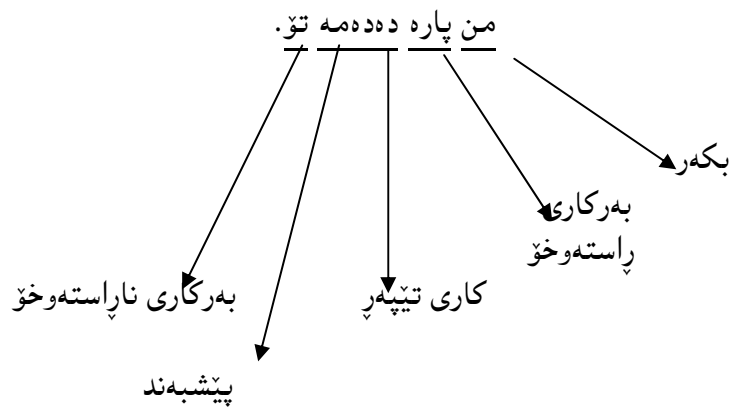 من پارە دەدەمە تۆ.
بکەر
بەرکاری
ڕاستەوخۆ
کاری تێپەڕ
بەرکاری ناڕاستەوخۆ
پێشبەند